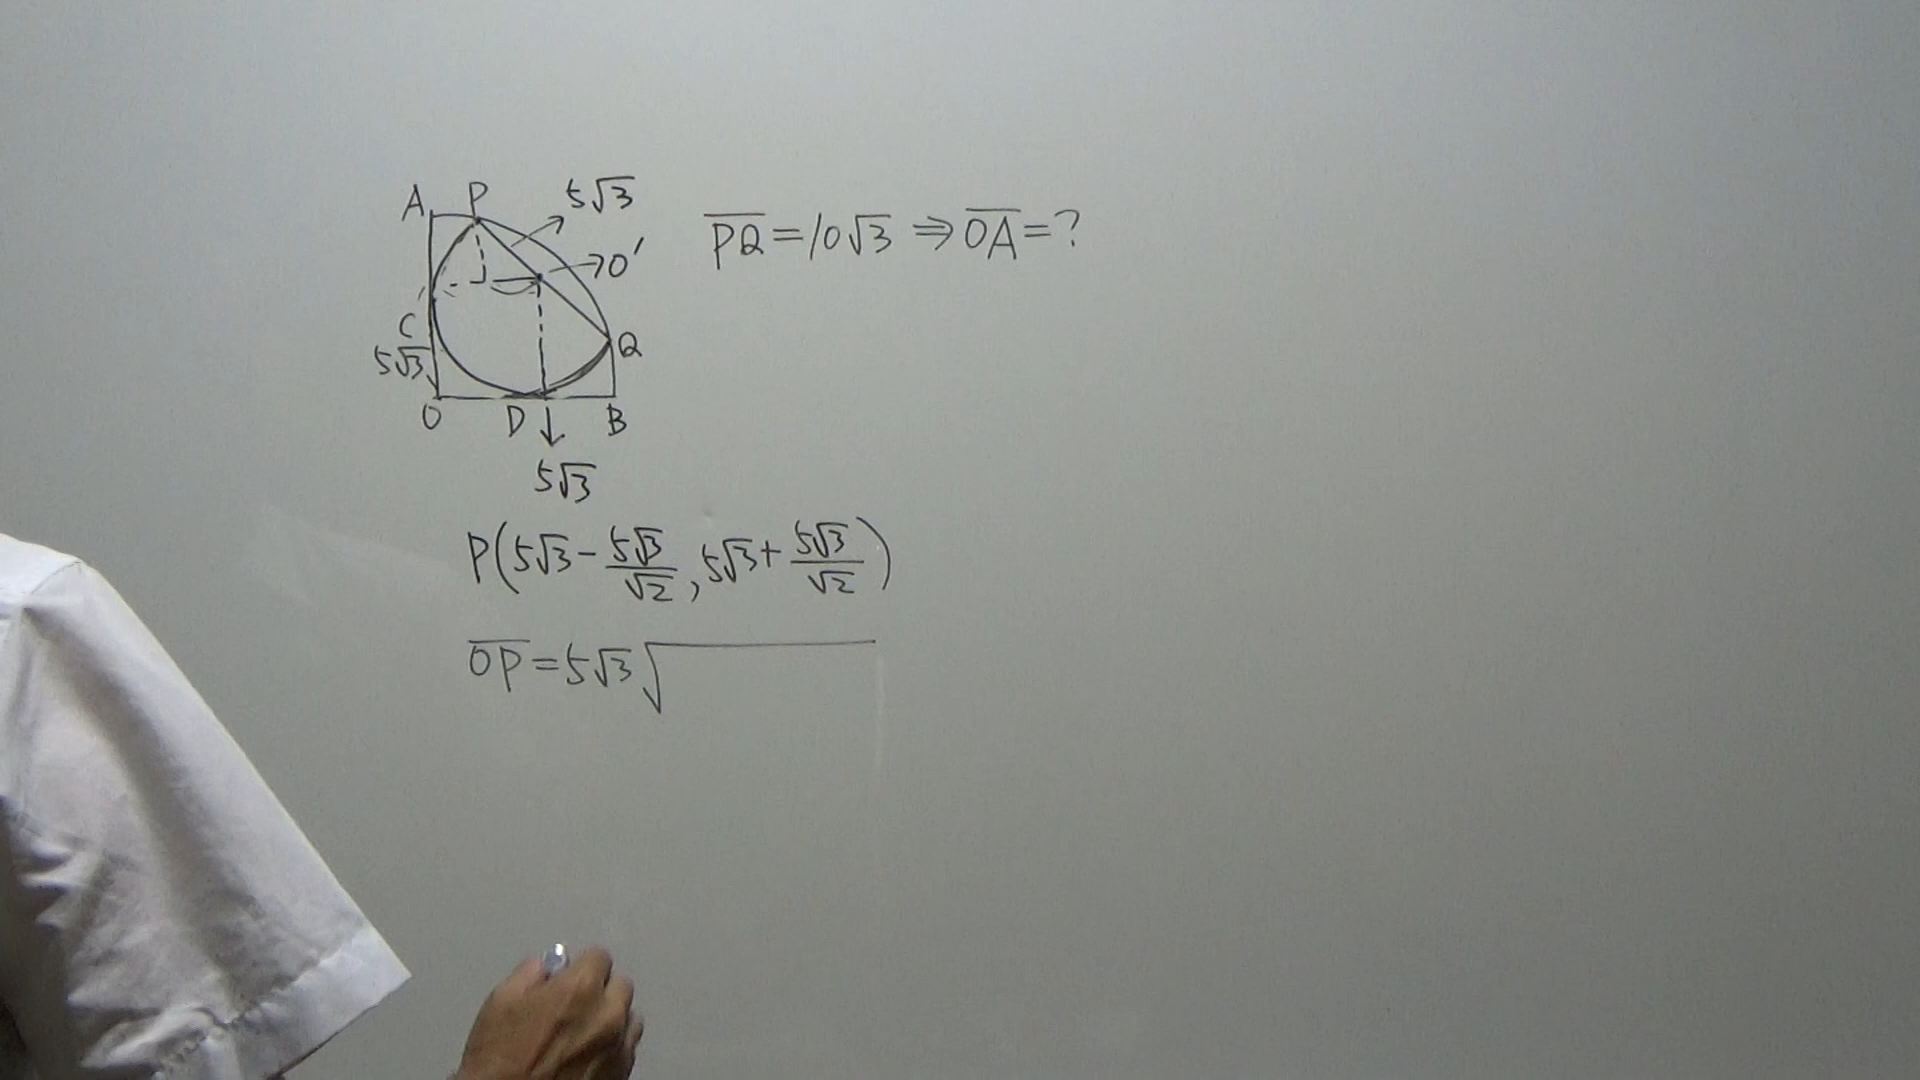 A P 5√3
O'
C
5√3
Q
O D B
5√3
PQ=10√3 ⇒ OA=?
P(5√3-5√3/√2, 5√3+5√3/√2)
OP=5√3√